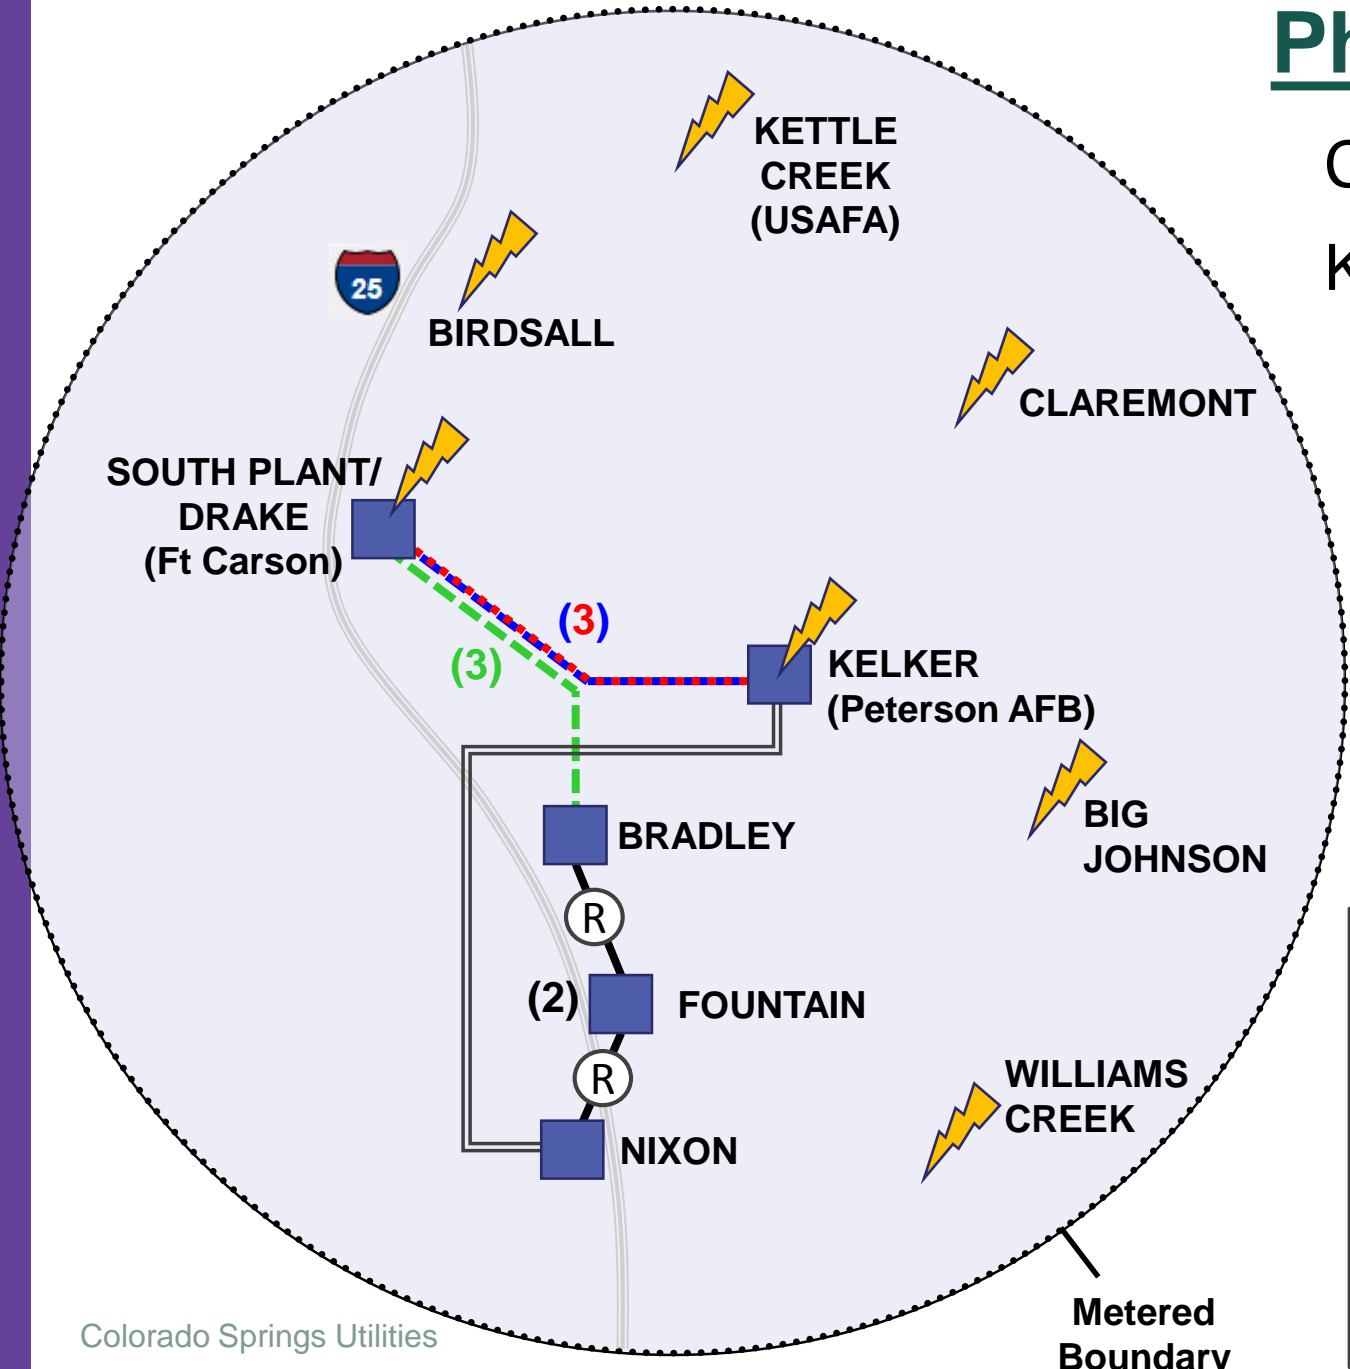 KETTLE
CREEK
(USAFA)
25
BIRDSALL
CLAREMONT
SOUTH PLANT/
DRAKE
(Ft Carson)
(3)
(3)
KELKER
(Peterson AFB)
BIG
JOHNSON
BRADLEY
R
(2)
FOUNTAIN
R
WILLIAMS
CREEK
NIXON
Metered
Boundary
Colorado Springs Utilities